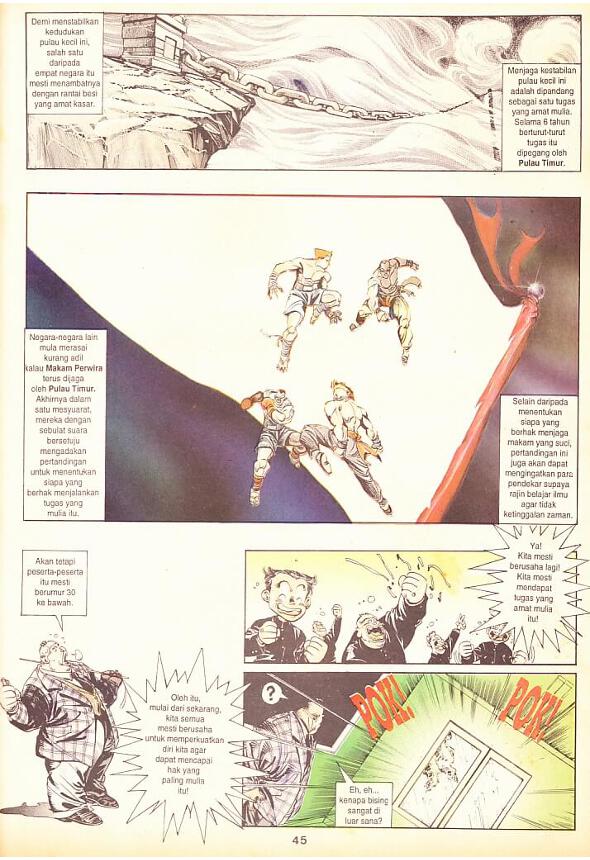 Demi menstabilkan
kedudukan
pulau kecil ini,
salah satu
daripada
empat negara itu
mesti menambatnya
dengan rantai besi
yang amat kasar.
Menjaga kestabilan
pulau kecil ini
adalah dipandang
sebagai satu tugas
yang amat mulia.
Selama 6 tahun
berturut-turut
tugas itu
dipegang oleh
Pulau Timur.
Negara-negara lain
mula merasai
kurang adil
kalau Makam Perwira
terus dijaga
oleh Pulau Timur.
Akhirnya dalam
satu mesyuarat,
mereka dengan
sebulat suara
bersetuju
mengadakan
pertandingan
untuk menentukan
siapa yang
berhak menjalankan
tugas yang
mulia itu.
Selain daripada
menentukan
siapa yang
berhak menjaga
makam yang suci,
pertandingan ini
juga akan dapat
mengingatkan para
pendekar supaya
rajin belajar ilmu
agar tidak
ketinggalan zaman.
Akan tetapi
peserta-peserta
itu mesti
berumur 30
ke bawah.
Ya!
Kita mesti
berusaha lagi!
Kita mesti
mendapat
tugas yang
amat mulia
itu!
Oleh itu,
mulai dari sekarang,
kita semua
mesti berusaha
untuk memperkuatkan
diri kita agar
dapat mencapai
hak yang
paling mulia
itu!
?
POK!
POK!
Eh, eh...
kenapa bising
sangat di
luar sana?
45